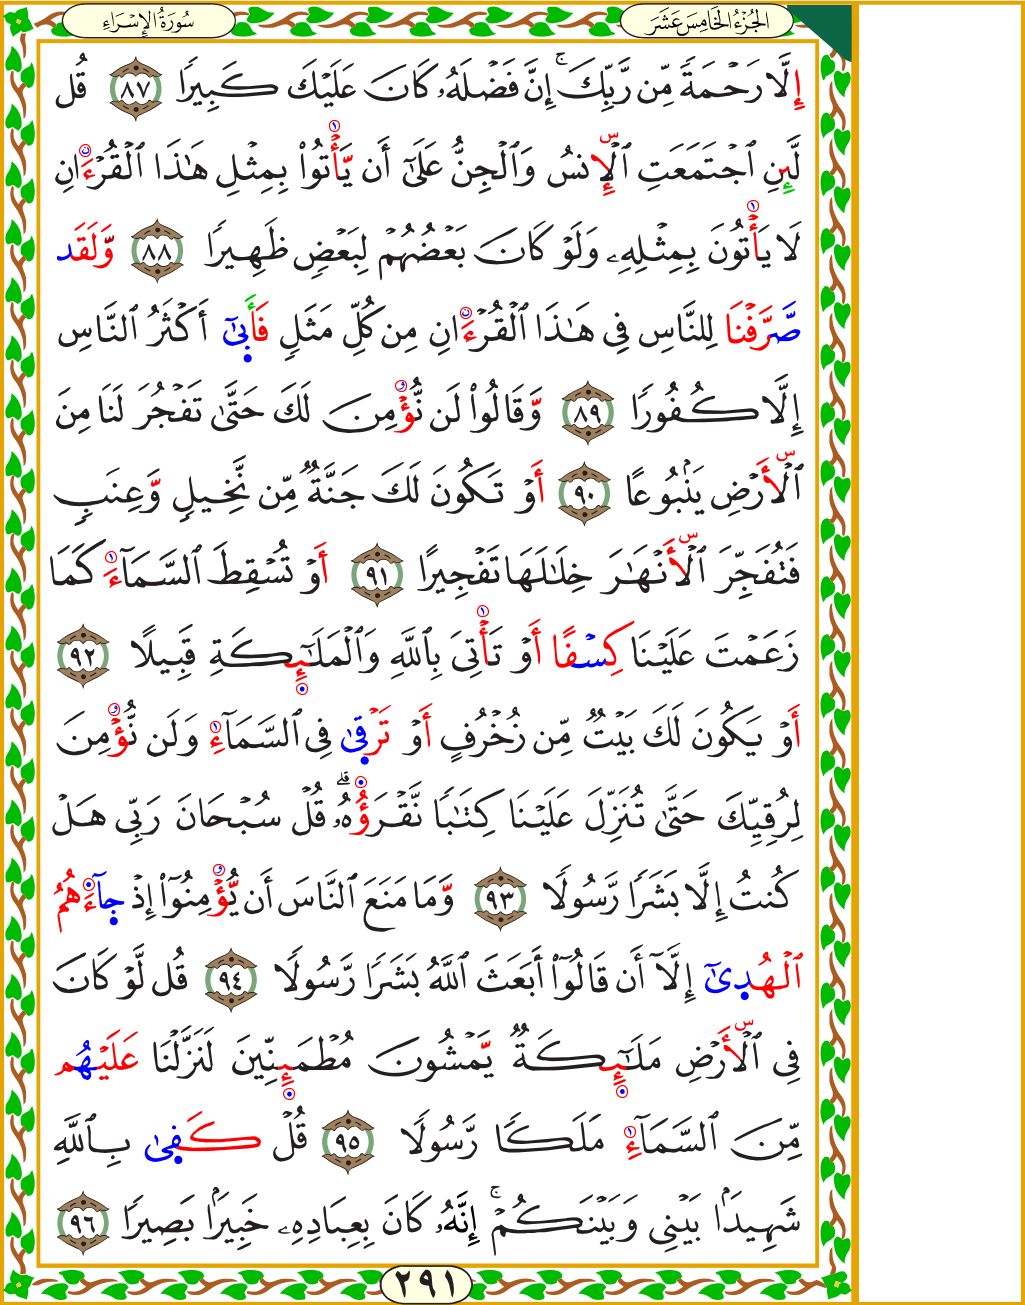 سُورَةُ الإِسْرَاءِ
الجُزْءُ الخَامِسَ عَشَرَ
إِلَّا رَحْمَةً مِّن رَّبِّكَ ۚ إِنَّ فَضْلَهُۥ كَانَ عَلَيْكَ كَبِيرًا ٨٧ قُل
لَّئِنِ ٱجْتَمَعَتِ ٱلْإِنسُ وَٱلْجِنُّ عَلَىٰٓ أَن يَّأْتُوا۟ بِمِثْلِ هَٰذَا ٱلْقُرْءَانِ
لَا يَأْتُونَ بِمِثْلِهِۦ وَلَوْ كَانَ بَعْضُهُمْ لِبَعْضٍ ظَهِيرًا ٨٨ وَّلَقَد
صَّرَّفْنَا لِلنَّاسِ فِى هَٰذَا ٱلْقُرْءَانِ مِن كُلِّ مَثَلٍ فَأَبَىٰٓ أَكْثَرُ ٱلنَّاسِ
إِلَّا كُفُورًا ٨٩ وَّقَالُوا۟ لَن نُّؤْمِنَ لَكَ حَتَّىٰ تَفْجُرَ لَنَا مِنَ
ٱلْأَرْضِ يَنۢبُوعًا ٩٠ أَوْ تَكُونَ لَكَ جَنَّةٌ مِّن نَّخِيلٍ وَّعِنَبٍ
فَتُفَجِّرَ ٱلْأَنْهَٰرَ خِلَٰلَهَا تَفْجِيرًا ٩١ أَوْ تُسْقِطَ ٱلسَّمَآءَ كَمَا
زَعَمْتَ عَلَيْنَا كِسْفًا أَوْ تَأْتِىَ بِٱللَّهِ وَٱلْمَلَٰٓئِكَةِ قَبِيلًا ٩٢
أَوْ يَكُونَ لَكَ بَيْتٌ مِّن زُخْرُفٍ أَوْ تَرْقَىٰ فِى ٱلسَّمَآءِ وَلَن نُّؤْمِنَ
لِرُقِيِّكَ حَتَّىٰ تُنَزِّلَ عَلَيْنَا كِتَٰبًا نَّقْرَؤُهُۥ ۗ قُلْ سُبْحَانَ رَبِّى هَلْ
كُنتُ إِلَّا بَشَرًا رَّسُولًا ٩٣ وَّمَا مَنَعَ ٱلنَّاسَ أَن يُّؤْمِنُوٓا۟ إِذْ جَآءَهُمُ
ٱلْهُدَىٰٓ إِلَّآ أَن قَالُوٓا۟ أَبَعَثَ ٱللَّهُ بَشَرًا رَّسُولًا ٩٤ قُل لَّوْ كَانَ
فِى ٱلْأَرْضِ مَلَٰٓئِكَةٌ يَّمْشُونَ مُطْمَئِنِّينَ لَنَزَّلْنَا عَلَيْهُم
مِّنَ ٱلسَّمَآءِ مَلَكًا رَّسُولًا ٩٥ قُلْ كَفَىٰ بِٱللَّهِ
شَهِيدًۢا بَيْنِى وَبَيْنَكُمْ ۚ إِنَّهُۥ كَانَ بِعِبَادِهِۦ خَبِيرًۢا بَصِيرًا ٩٦
٢٩١